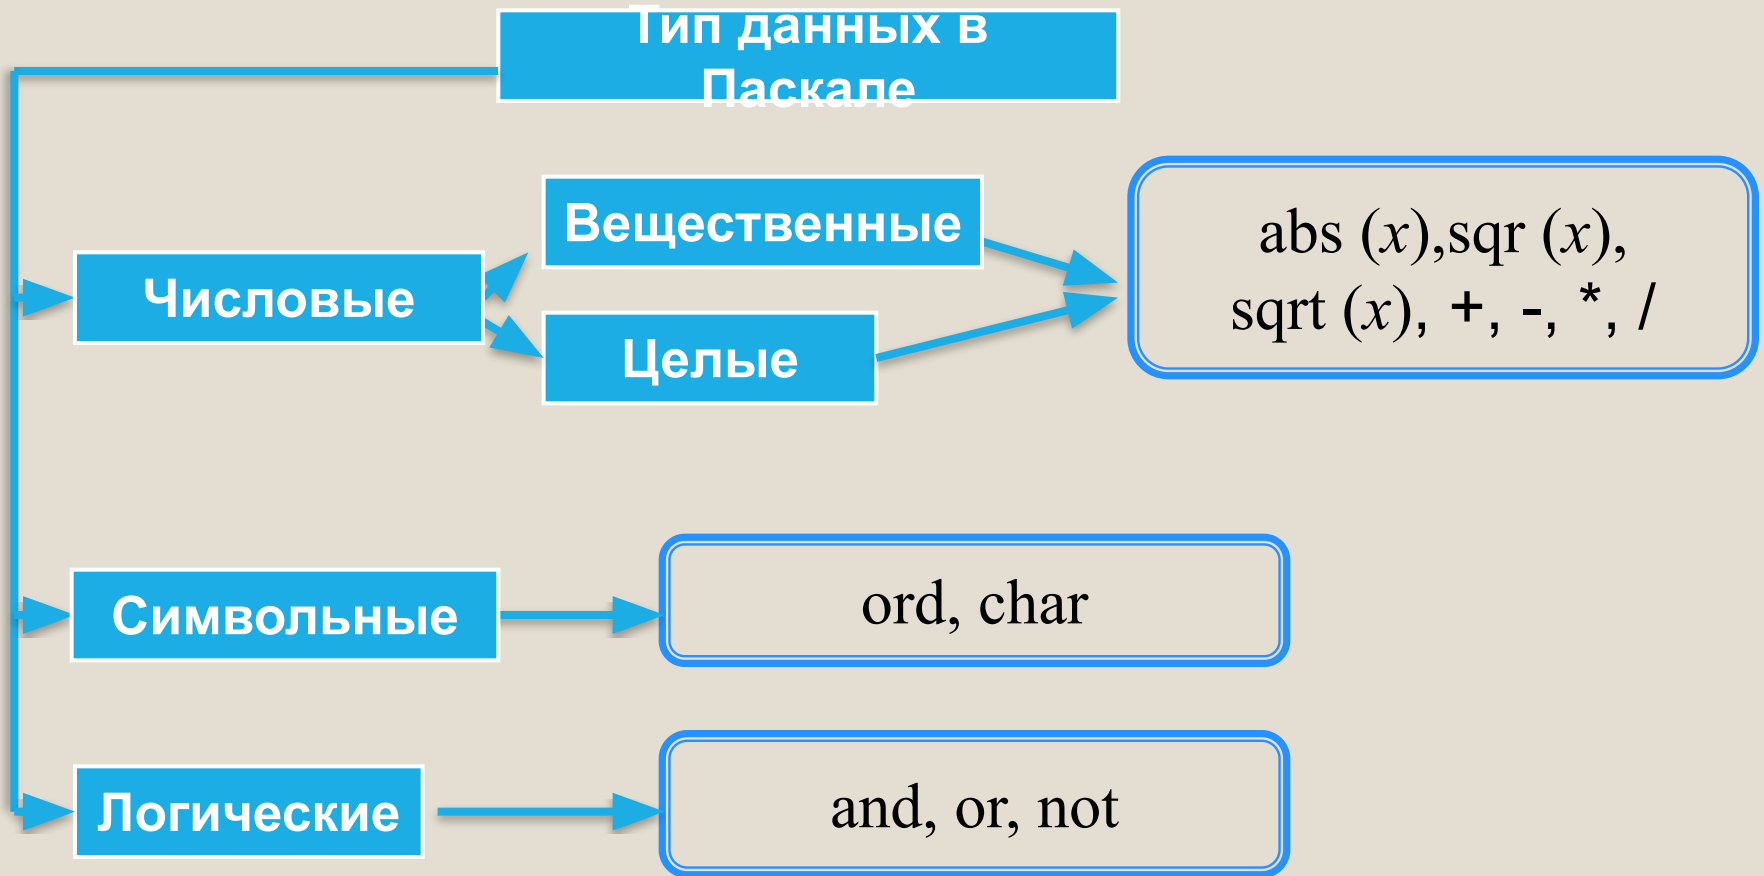 Тип данных в
Паскале
Вещественные
abs (x),sqr (x),
sqrt (x), +, -, *, /
Числовые
Целые
Символьные
ord, char
Логические
and, or, not